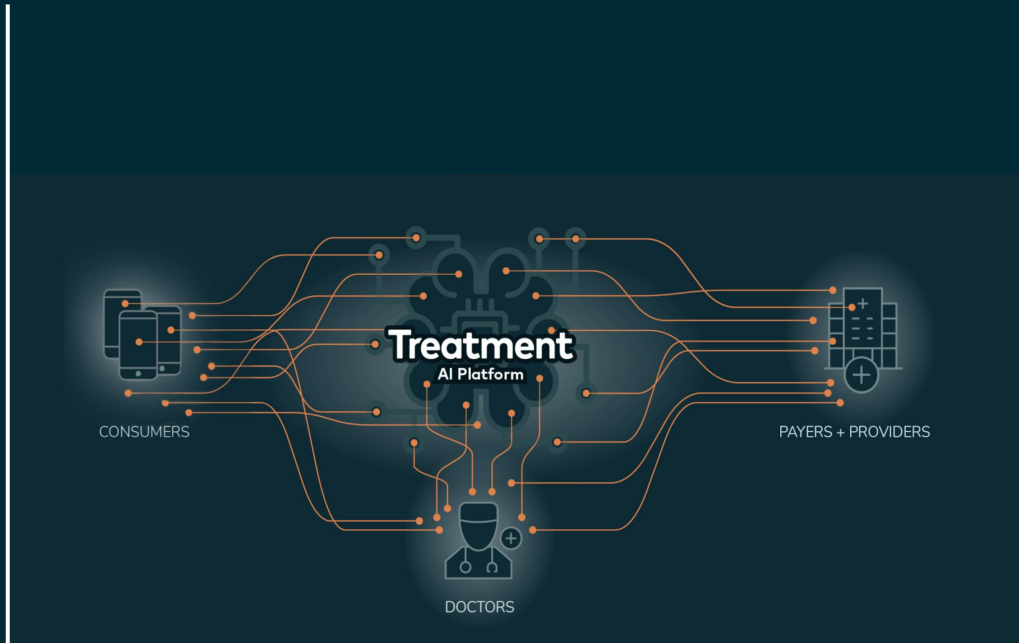 Treatment
AI Platform
CONSUMERS
PAYERS + PROVIDERS
DOCTORS